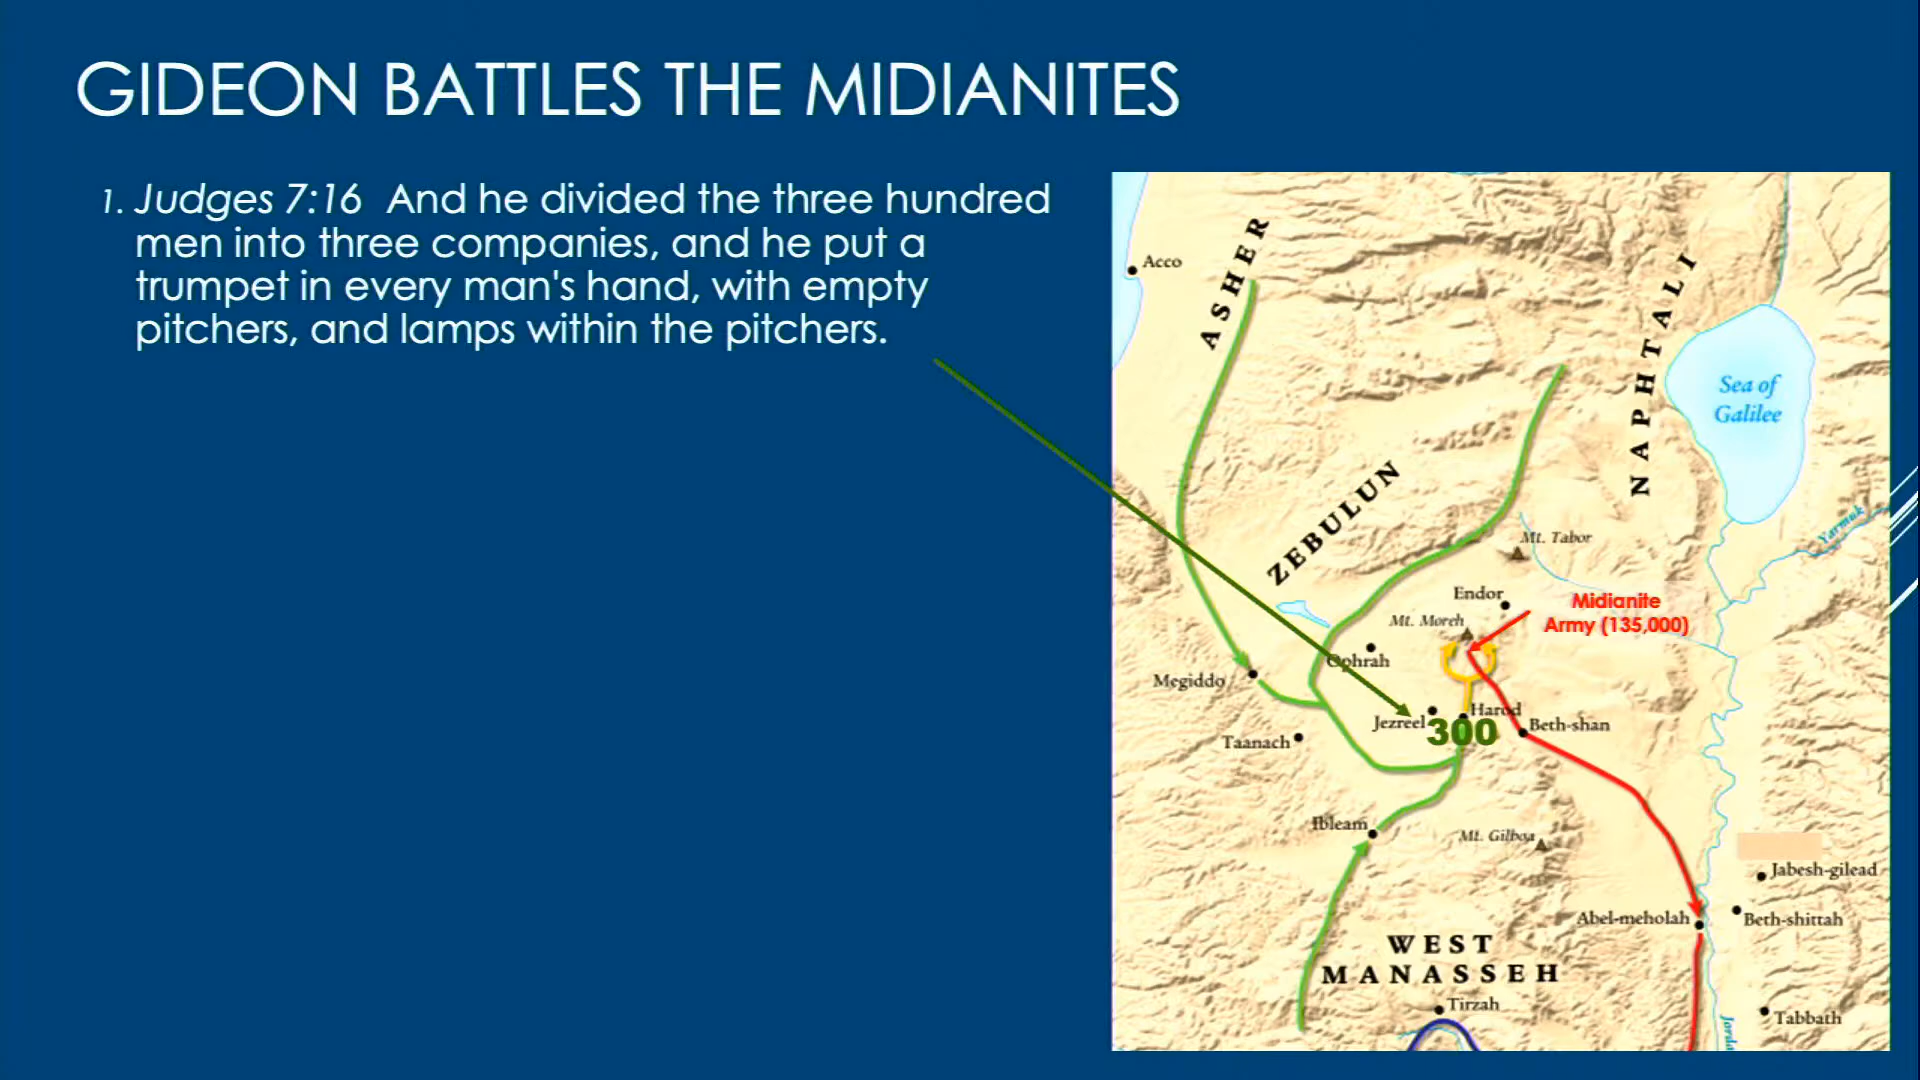 GIDEON BATTLES THE MIDIANITES
1. Judges 7:16 And he divided the three hundred
men into three companies, and he put a
trumpet in every man's hand, with empty
pitchers, and lamps within the pitchers.
Acco
ASHER
NAPHTALI
Sea of
Galilee
ZEBULUN
Yarmuk
Mt. Tabor
Endor
Midianite
Army (135,000)
Mt. Moreh
Ophrah
Megiddo
Jezreel
Harod
300
Beth-shan
Taanach
Ibleam
Mt. Gilboa
Jabesh-gilead
Abel-meholah
Beth-shittah
WEST
MANASSEH
Tirzah
Tabbath